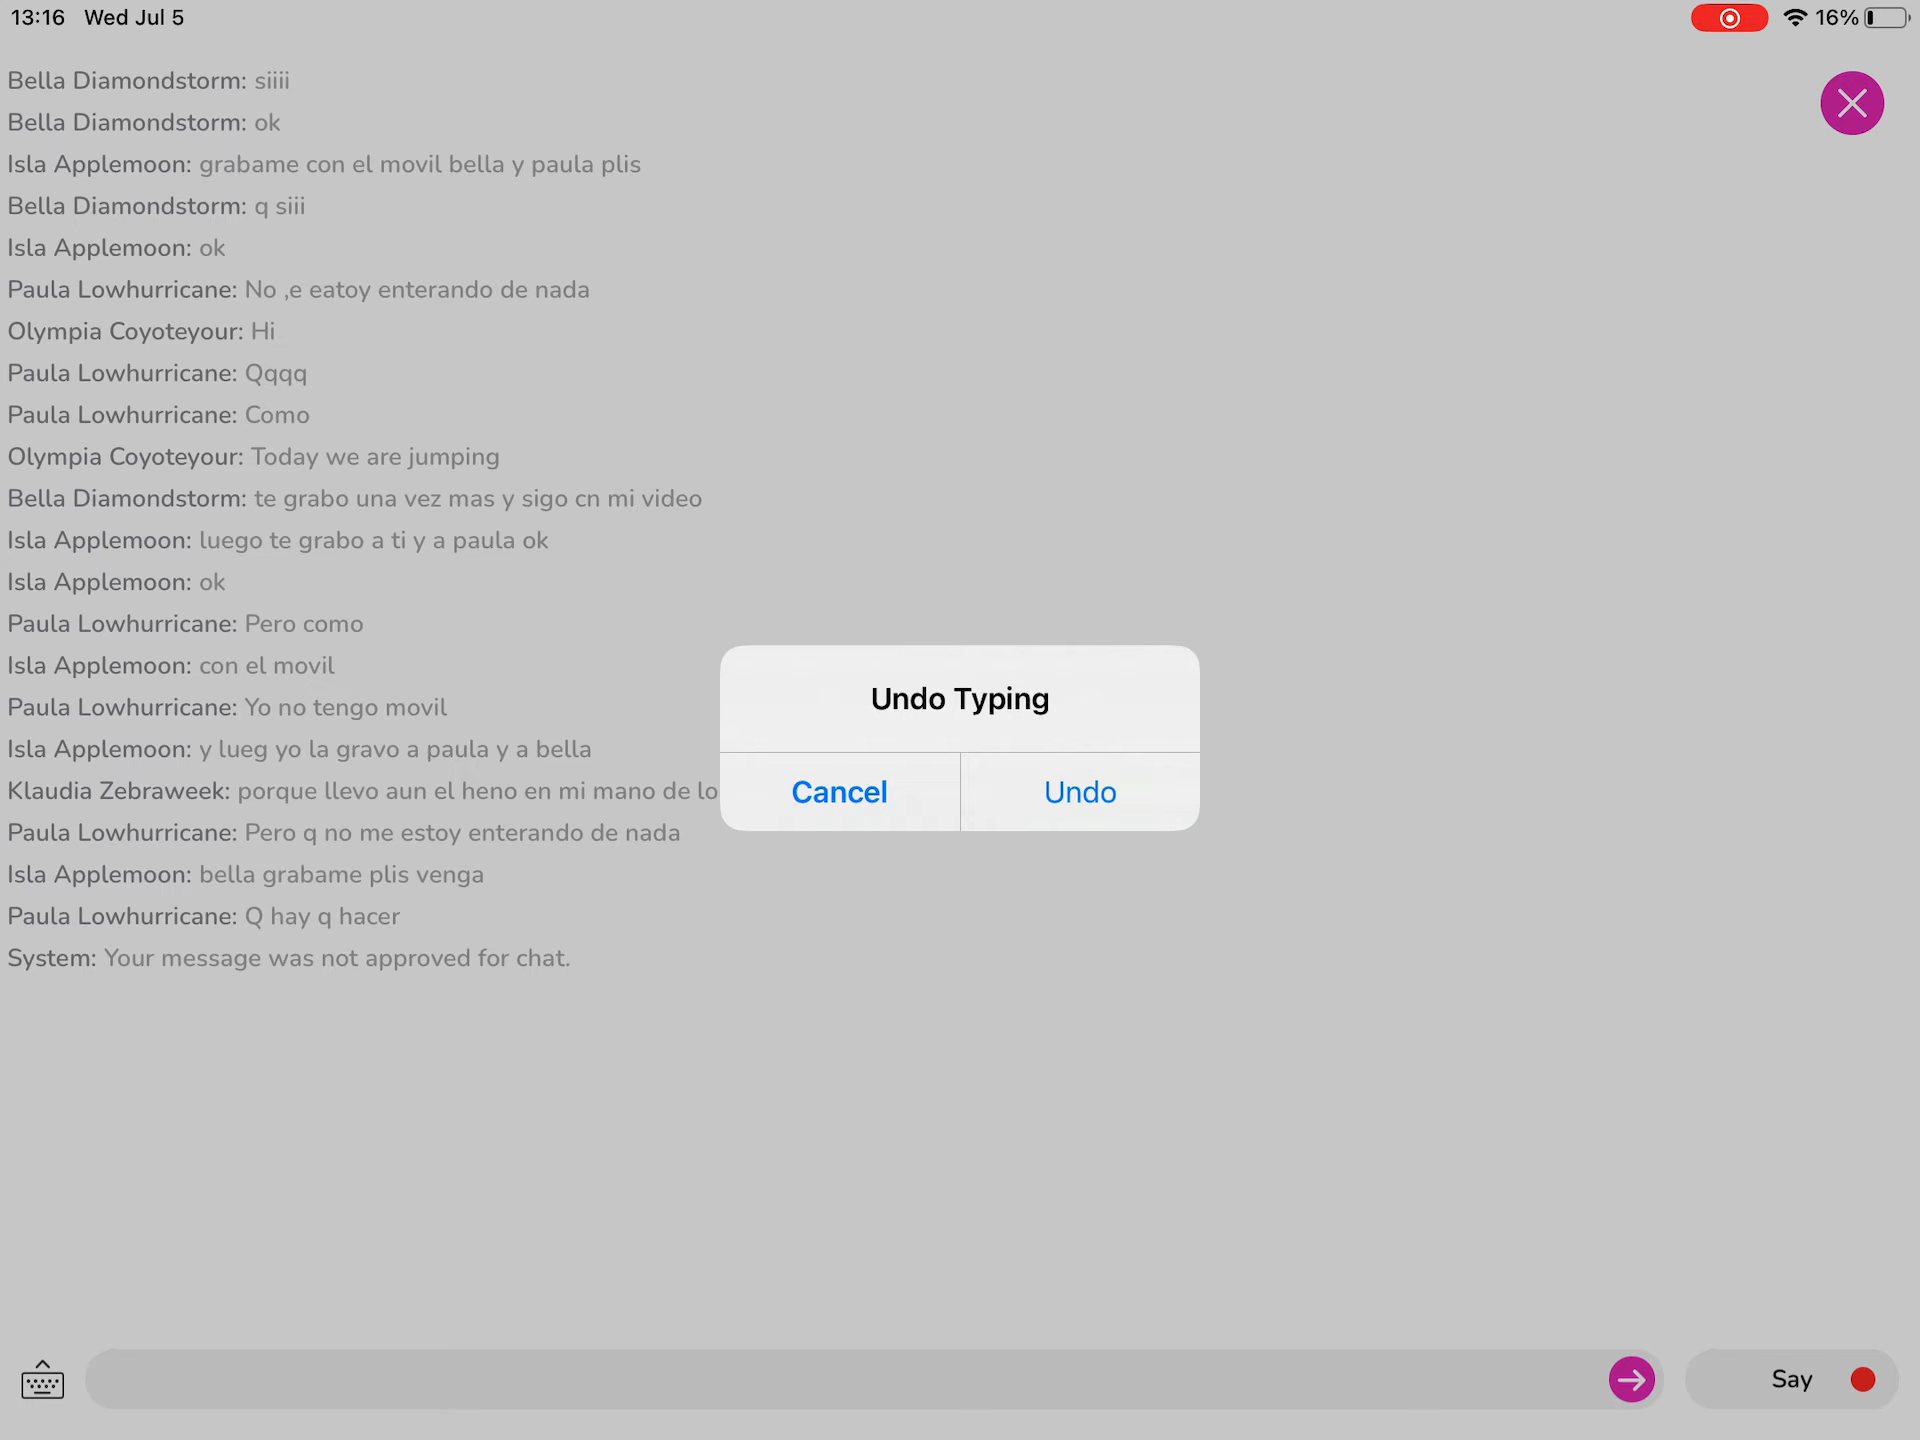 13:16 Wed Jul 5 16%
Bella Diamondstorm: siiii
Bella Diamondstorm: ok
Isla Applemoon: grabame con el movil bella y paula plis
Bella Diamondstorm: q siii
Isla Applemoon: ok
Paula Lowhurricane: No ,e eatoy enterando de nada
Olympia Coyoteyour: Hi
Paula Lowhurricane: Qqqq
Paula Lowhurricane: Como
Olympia Coyoteyour: Today we are jumping
Bella Diamondstorm: te grabo una vez mas y sigo cn mi video
Isla Applemoon: luego te grabo a ti y a paula ok
Isla Applemoon: ok
Paula Lowhurricane: Pero como
Isla Applemoon: con el movil
Paula Lowhurricane: Yo no tengo movil
Isla Applemoon: y lueg yo la gravo a paula y a bella
Klaudia Zebraweek: porque llevo aun el heno en mi mano de lo
Paula Lowhurricane: Pero q no me estoy enterando de nada
Isla Applemoon: bella grabame plis venga
Paula Lowhurricane: Q hay q hacer
System: Your message was not approved for chat.
Undo Typing
Cancel Undo
Say